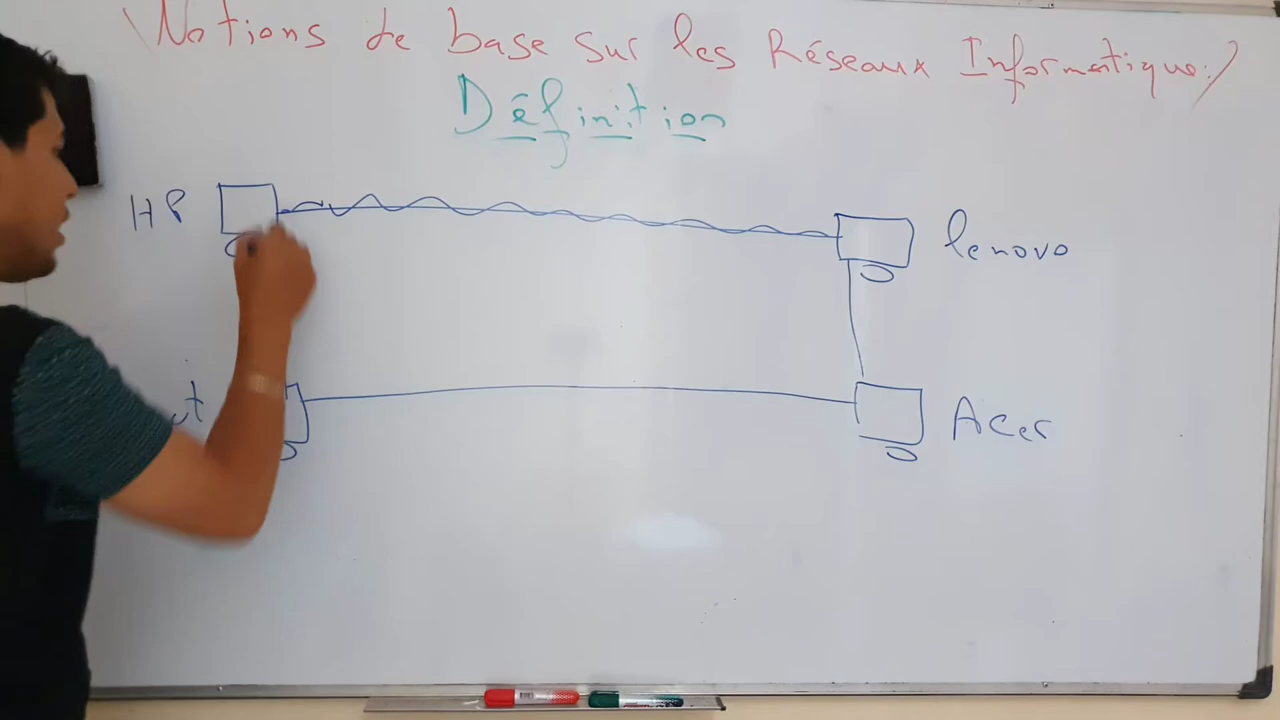 Notions de base sur les Réseaux Informatique:/
Définition
HP
lenovo
Acer